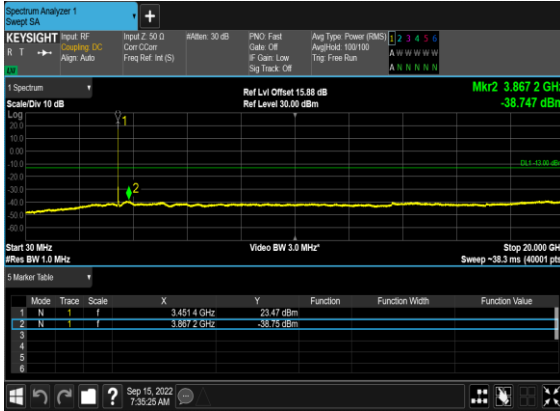 Spectrum Analyzer 1
Swept SA
+
KEYSIGHT Input: RF Input Z: 50 Ω #Atten: 30 dB PNO: Fast Avg Type: Power (RMS) 1 2 3 4 5 6
R T Coupling: DC Corr CCorr Gate: Off Avg|Hold: 100/100 A W W W W W
Align: Auto Freq Ref: Int (S) IF Gain: Low Trig: Free Run
Sig Track: Off A N N N N N
1 Spectrum Ref Lvl Offset 15.88 dB Mkr2 3.867 2 GHz
Scale/Div 10 dB Ref Level 30.00 dBm -38.747 dBm
Log
20.0
10.0
0.00
-10.0 DL1 -13.00 dBm
-20.0
-30.0
-40.0
-50.0
-60.0
1
2
Start 30 MHz Video BW 3.0 MHz* Stop 20.000 GH
#Res BW 1.0 MHz Sweep ~38.3 ms (40001 pts
5 Marker Table
Mode Trace Scale X Y Function Function Width Function Value
1 N 1 f 3.451 4 GHz 23.47 dBm
2 N 1 f 3.867 2 GHz -38.75 dBm
3
4
5
6
? Sep 15, 2022
7:35:25 AM